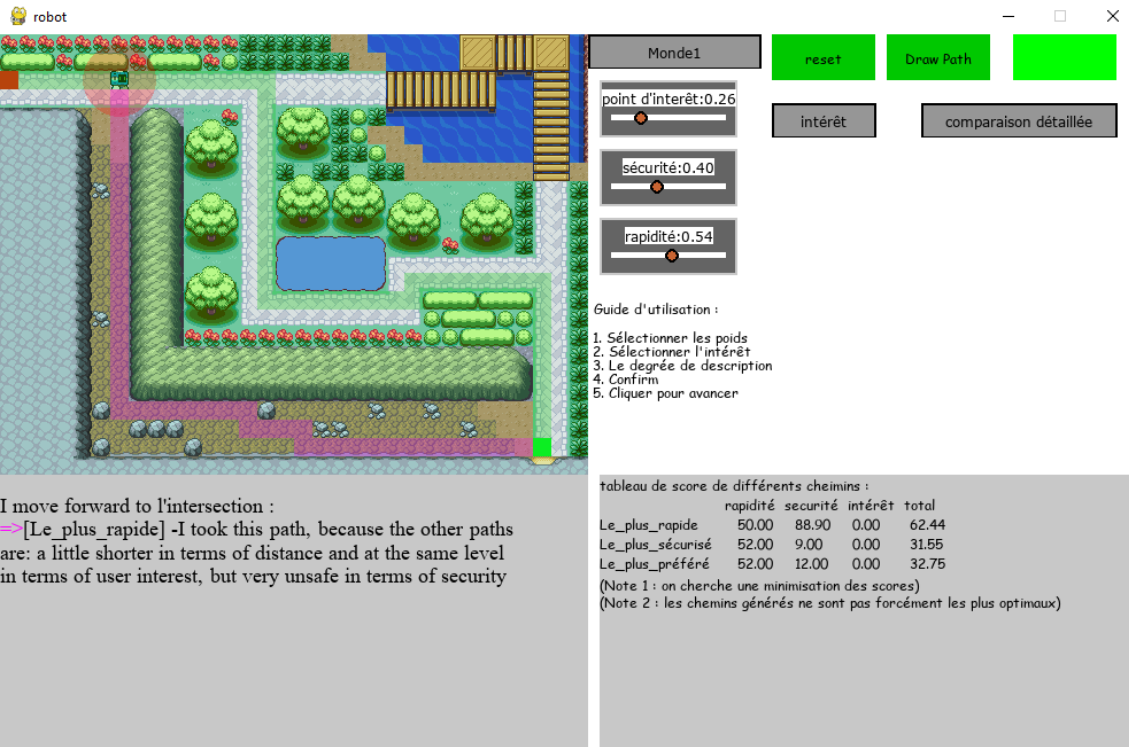 robot
Monde1
reset
Draw Path
point d'interêt:0.26
intérêt
comparaison détaillée
sécurité:0.40
rapidité:0.54
Guide d'utilisation :
1. Sélectionner les poids
2. Sélectionner l'intérêt
3. Le degrée de description
4. Confirm
5. Cliquer pour avancer
I move forward to l'intersection :
=>[Le_plus_rapide] -I took this path, because the other paths
are: a little shorter in terms of distance and at the same level
in terms of user interest, but very unsafe in terms of security
tableau de score de différents cheimins :
rapidité securité intérêt total
Le_plus_rapide 50.00 88.90 0.00 62.44
Le_plus_sécurisé 52.00 9.00 0.00 31.55
Le_plus_préféré 52.00 12.00 0.00 32.75
(Note 1 : on cherche une minimisation des scores)
(Note 2 : les chemins générés ne sont pas forcément les plus optimaux)